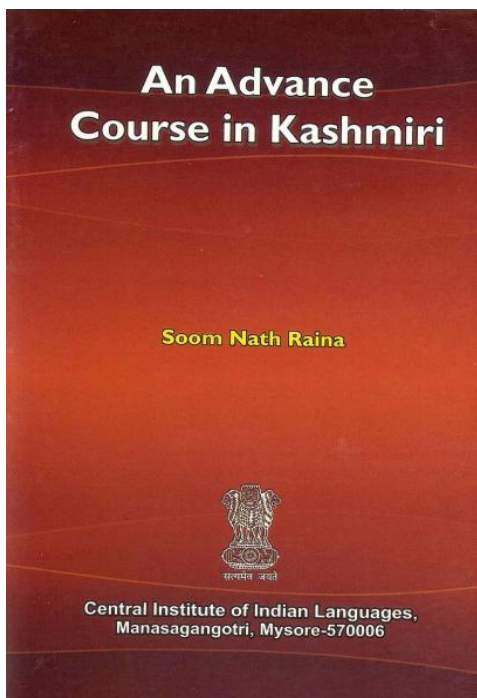 An Advance
Course in Kashmiri
Soom Nath Raina
सत्यमेव जयते
Central Institute of Indian Languages,
Manasagangotri, Mysore-570006